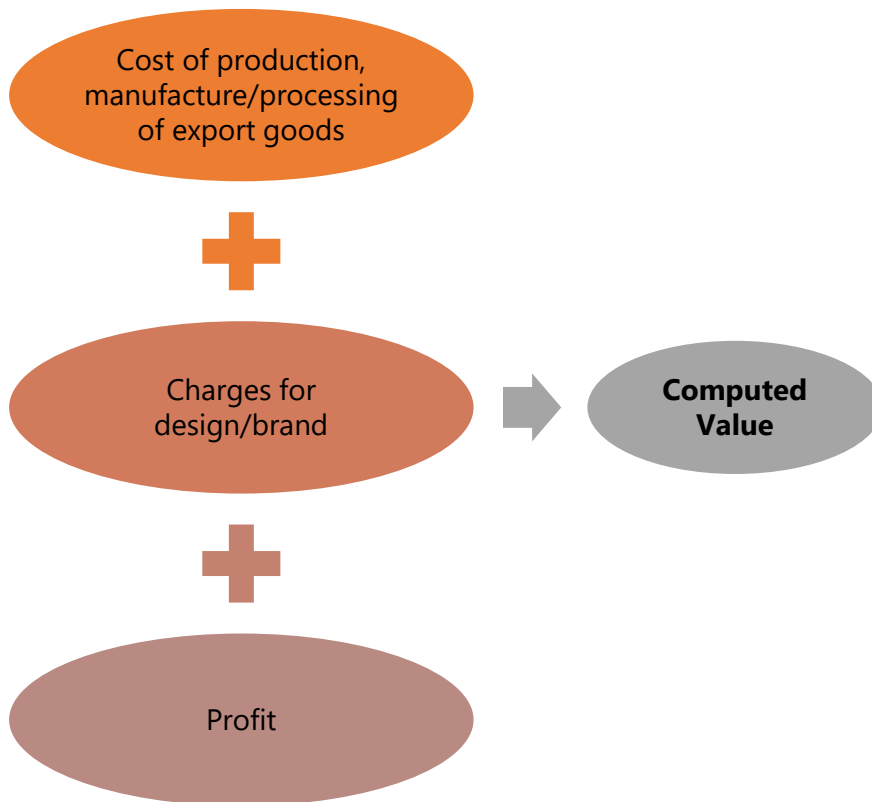 Cost of production,
manufacture/processing
of export goods
Charges for
design/brand
Computed
Value
Profit